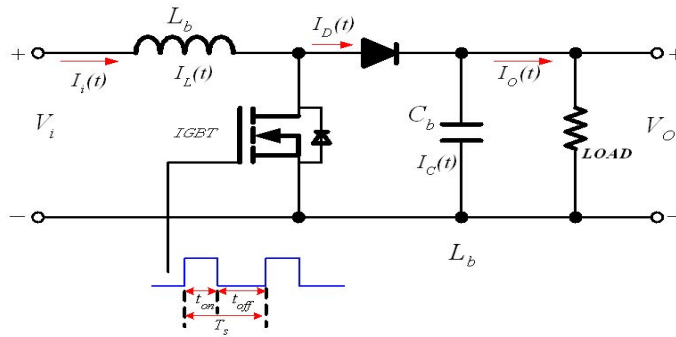 L_b
I_D(t)
+
+
I_i(t)
I_L(t)
I_O(t)
V_i
IGBT
C_b
V_O
I_C(t)
LOAD
−
−
L_b
t_on
t_off
T_s